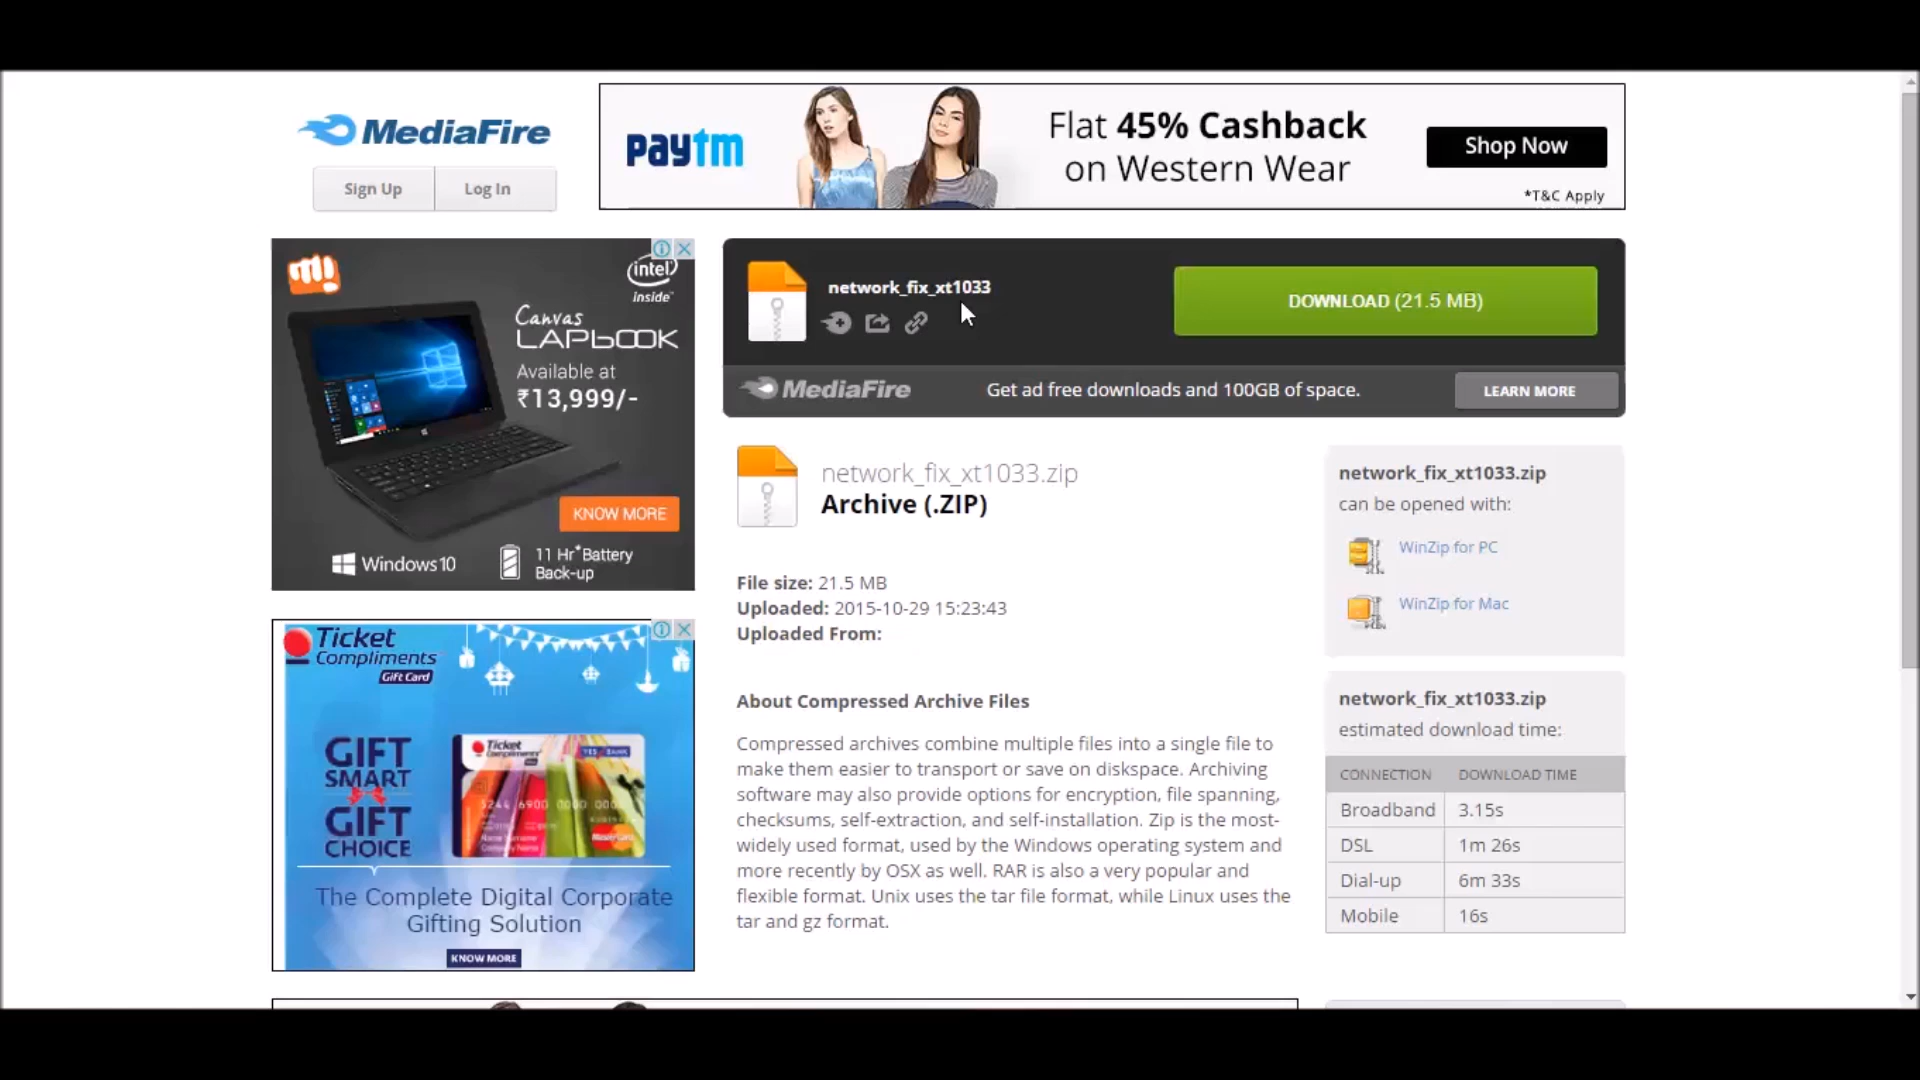 MediaFire
Sign Up
Log In
paytm
Flat 45% Cashback
on Western Wear
Shop Now
*T&C Apply
intel
inside™
Canvas
LAPBOOK
Available at
₹13,999/-
KNOW MORE
Windows 10
11 Hr* Battery
Back-up
network_fix_xt1033
DOWNLOAD (21.5 MB)
MediaFire
Get ad free downloads and 100GB of space.
LEARN MORE
network_fix_xt1033.zip
Archive (.ZIP)
File size: 21.5 MB
Uploaded: 2015-10-29 15:23:43
Uploaded From:
About Compressed Archive Files
Compressed archives combine multiple files into a single file to
make them easier to transport or save on diskspace. Archiving
software may also provide options for encryption, file spanning,
checksums, self-extraction, and self-installation. Zip is the most-
widely used format, used by the Windows operating system and
more recently by OSX as well. RAR is also a very popular and
flexible format. Unix uses the tar file format, while Linux uses the
tar and gz format.
network_fix_xt1033.zip
can be opened with:
WinZip for PC
WinZip for Mac
network_fix_xt1033.zip
estimated download time:
CONNECTION DOWNLOAD TIME
Broadband 3.15s
DSL 1m 26s
Dial-up 6m 33s
Mobile 16s
Ticket
Compliments
Gift Card
GIFT
SMART
GIFT
CHOICE
Ticket
Compliments
YES BANK
MasterCard
The Complete Digital Corporate
Gifting Solution
KNOW MORE